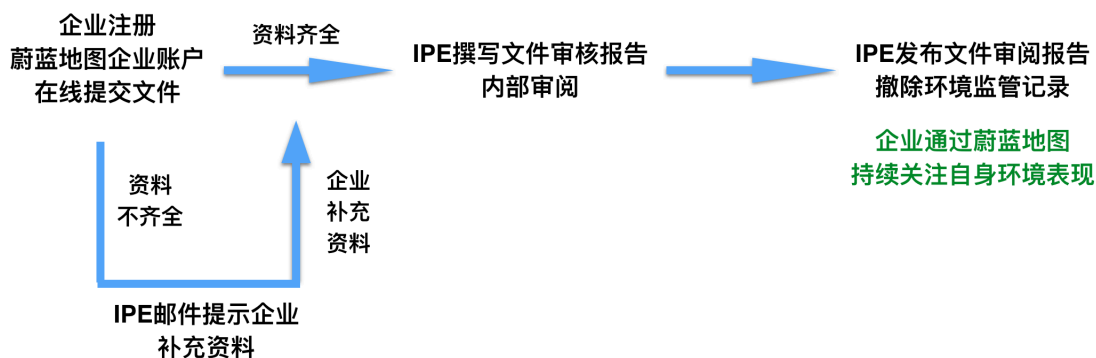 企业注册
蔚蓝地图企业账户
在线提交文件
资料齐全
IPE撰写文件审核报告
内部审阅
IPE发布文件审阅报告
撤除环境监管记录
企业通过蔚蓝地图
持续关注自身环境表现
资料
不齐全
企业
补充
资料
IPE邮件提示企业
补充资料